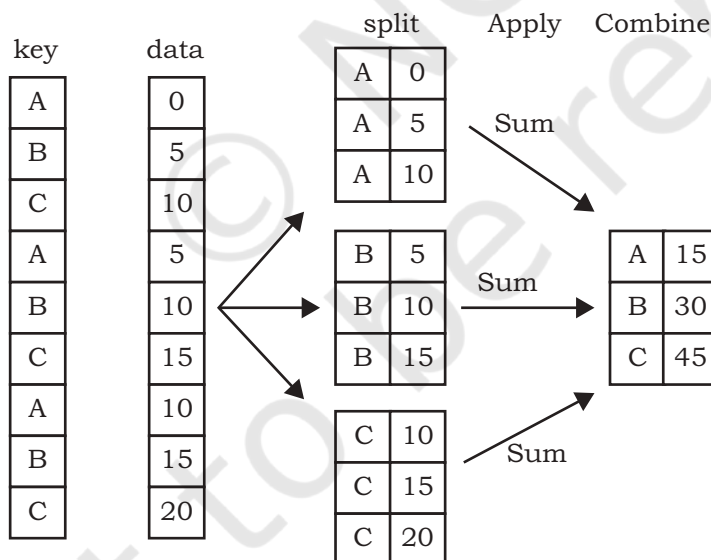 split Apply Combine
key data
A 0
B 5
C 10
A 5
B 10
C 15
A 10
B 15
C 20
A 0
A 5
A 10
B 5
B 10
B 15
C 10
C 15
C 20
Sum
Sum
Sum
A 15
B 30
C 45